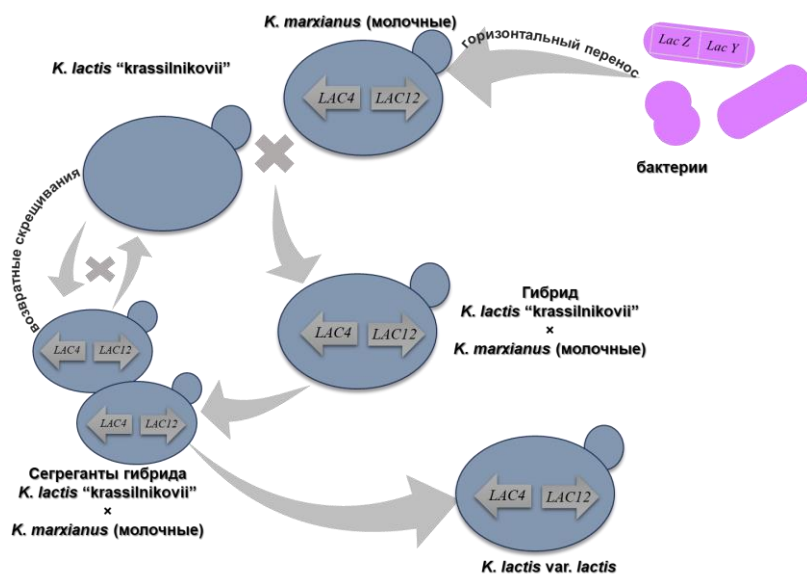 K. marxianus (молочные)
горизонтальный перенос
Lac Z Lac Y
K. lactis “krassilnikovii”
LAC4 LAC12
бактерии
возвратные скрещивания
Гибрид
K. lactis “krassilnikovii”
×
K. marxianus (молочные)
LAC4 LAC12
LAC4 LAC12
LAC4 LAC12
Сегреганты гибрида
K. lactis “krassilnikovii”
×
K. marxianus (молочные)
LAC4 LAC12
K. lactis var. lactis